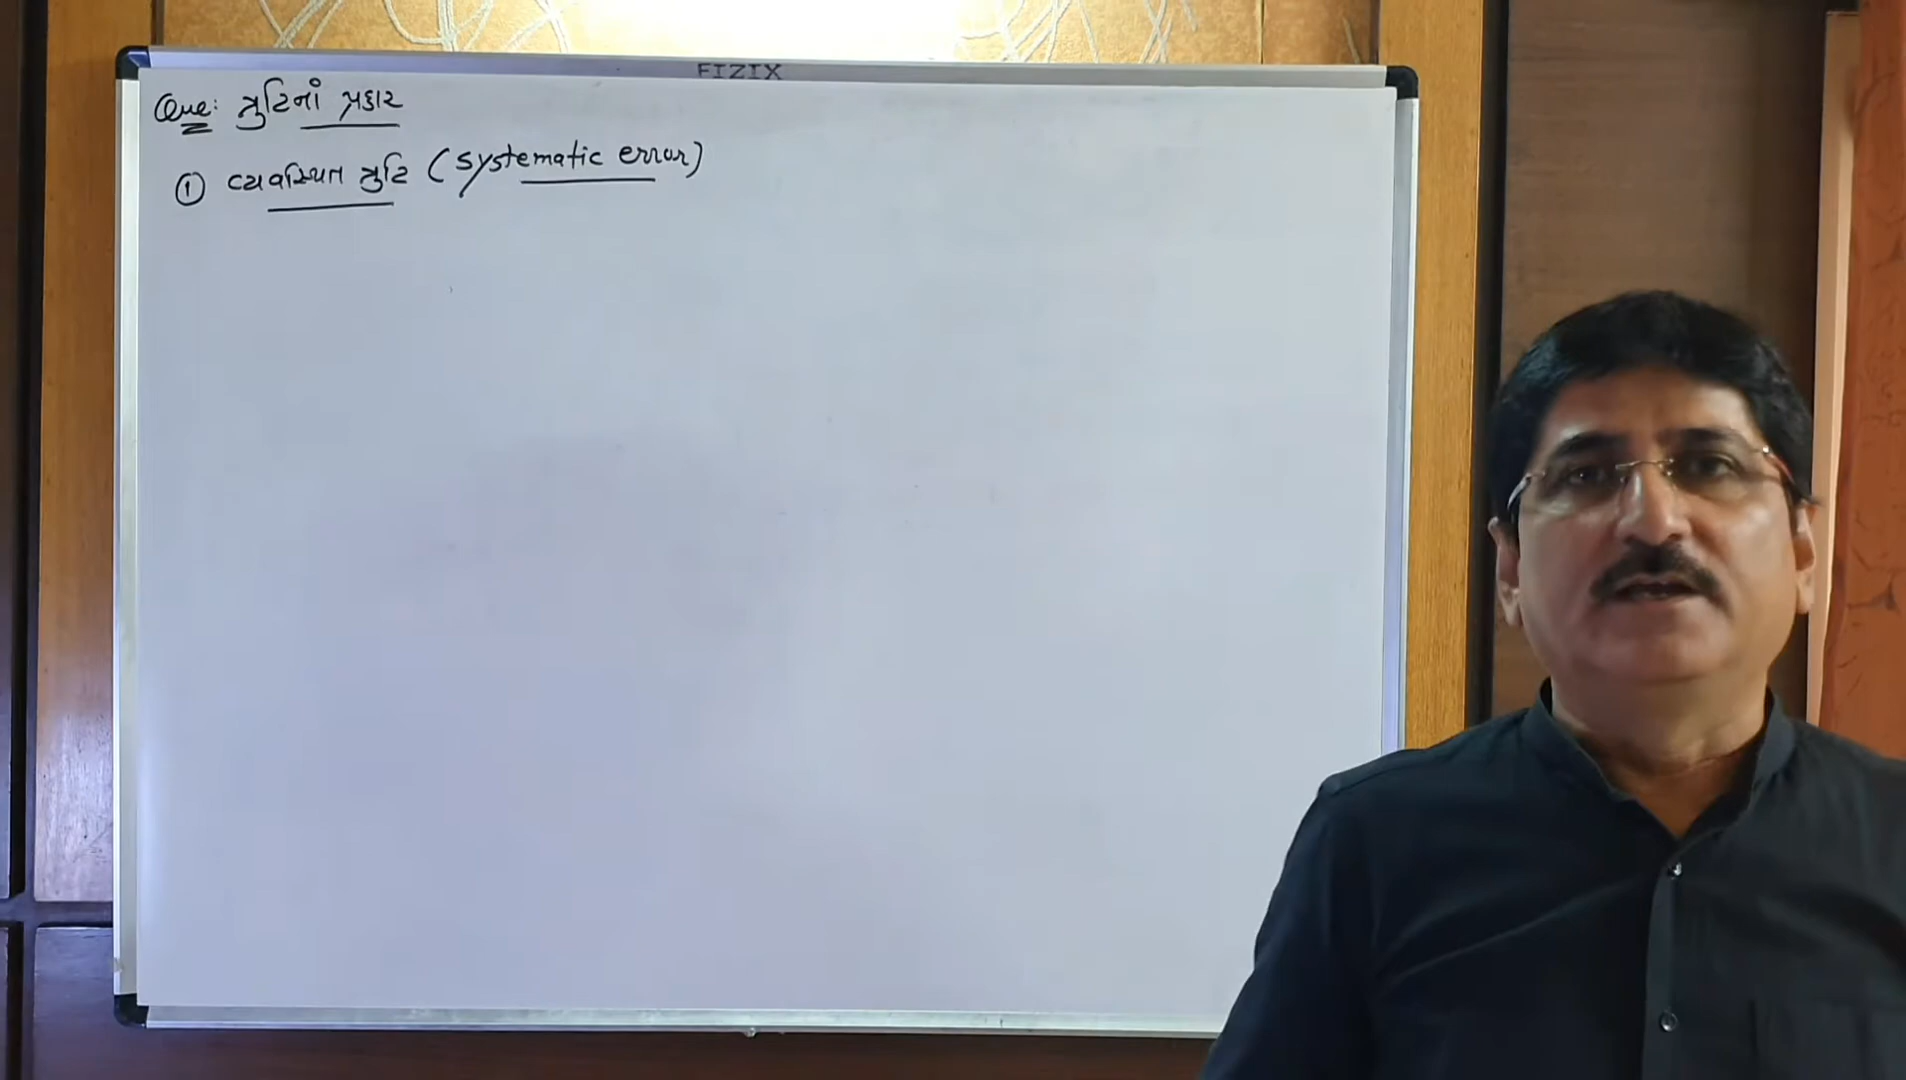 FIZIX
Que: ત્રુટિનાં પ્રકાર
① વ્યવસ્થિત ત્રુટિ (systematic error)